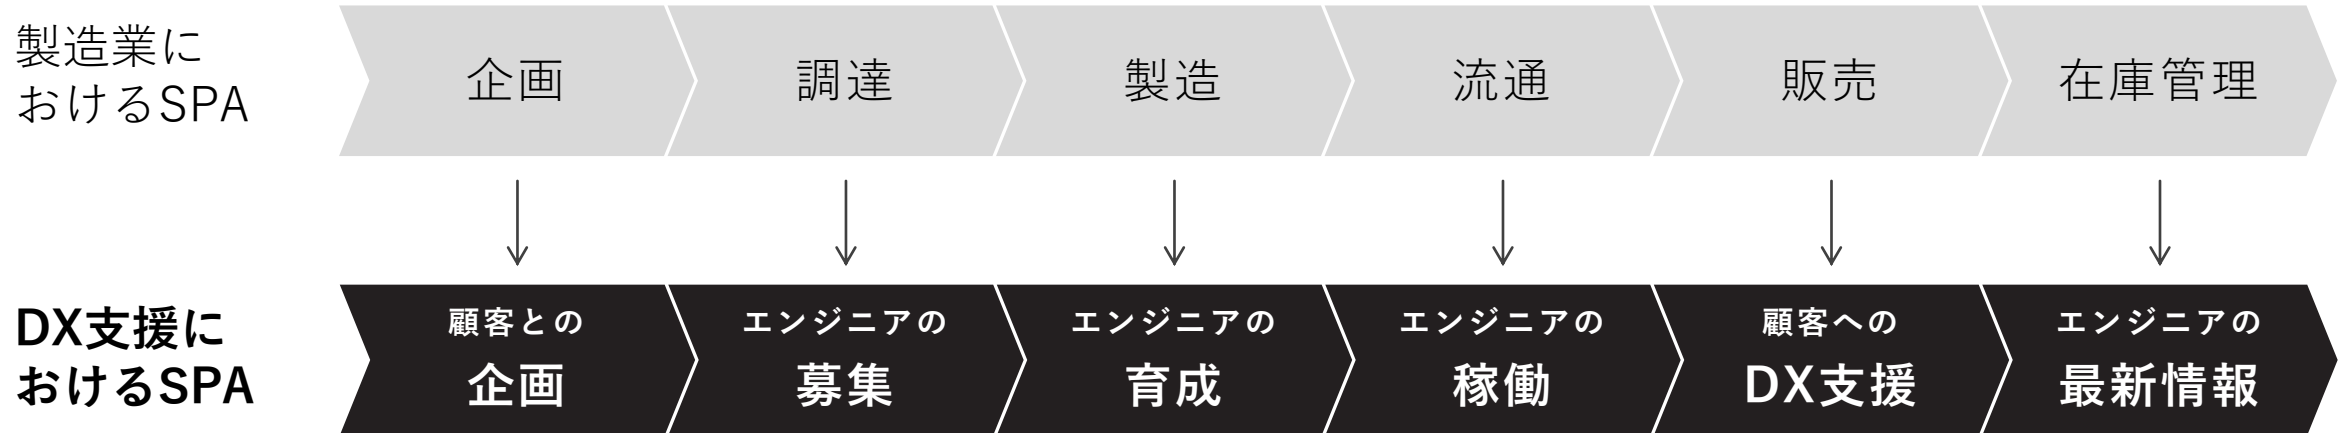 製造業に
おけるSPA
企画
調達
製造
流通
販売
在庫管理
DX支援に
おけるSPA
顧客との
企画
エンジニアの
募集
エンジニアの
育成
エンジニアの
稼働
顧客への
DX支援
エンジニアの
最新情報